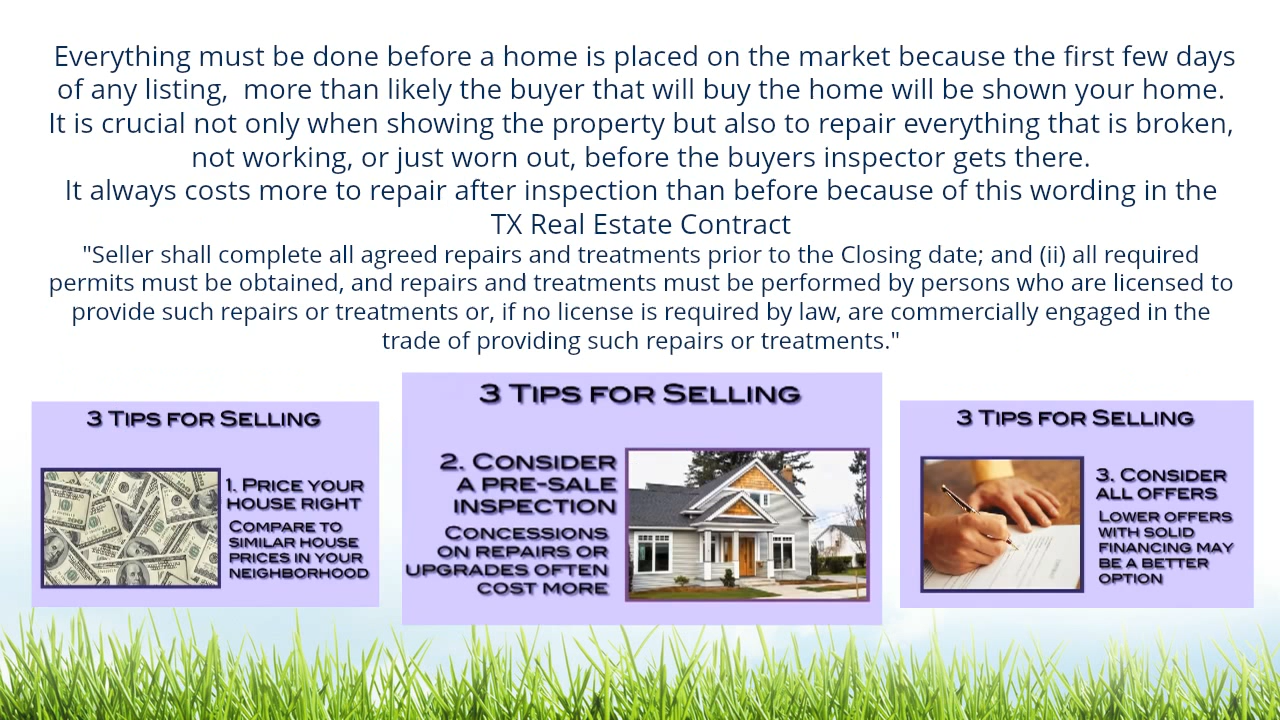 Everything must be done before a home is placed on the market because the first few days
of any listing,  more than likely the buyer that will buy the home will be shown your home.
It is crucial not only when showing the property but also to repair everything that is broken,
not working, or just worn out, before the buyers inspector gets there.
It always costs more to repair after inspection than before because of this wording in the
TX Real Estate Contract
"Seller shall complete all agreed repairs and treatments prior to the Closing date; and (ii) all required
permits must be obtained, and repairs and treatments must be performed by persons who are licensed to
provide such repairs or treatments or, if no license is required by law, are commercially engaged in the
trade of providing such repairs or treatments."
3 Tips for Selling
1. Price your
house right
Compare to
similar house
prices in your
neighborhood
3 Tips for Selling
2. Consider
a pre-sale
inspection
Concessions
on repairs or
upgrades often
cost more
3 Tips for Selling
3. Consider
all offers
Lower offers
with solid
financing may
be a better
option